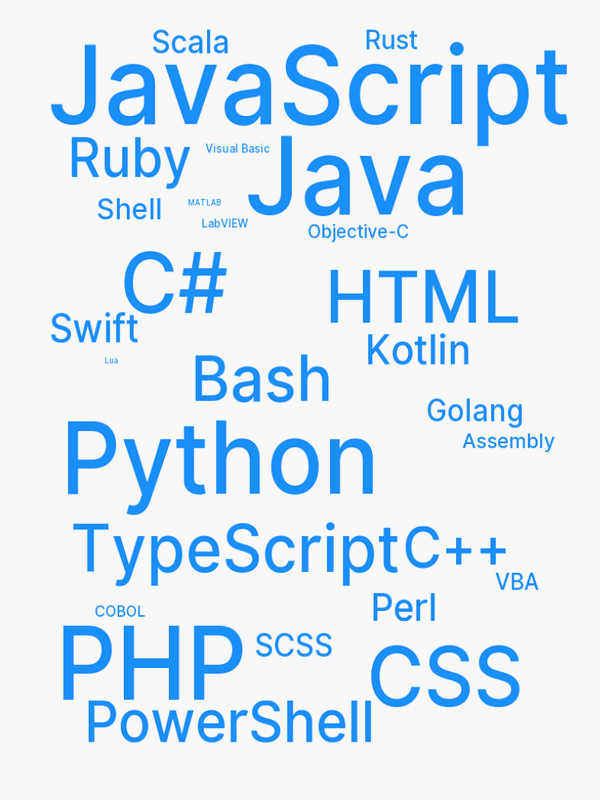 Scala
Rust
JavaScript
Ruby
Visual Basic
Java
Shell
MATLAB
LabVIEW
Objective-C
C#
HTML
Swift
Kotlin
Lua
Bash
Golang
Assembly
Python
TypeScript
C++
VBA
COBOL
Perl
PHP
SCSS
CSS
PowerShell